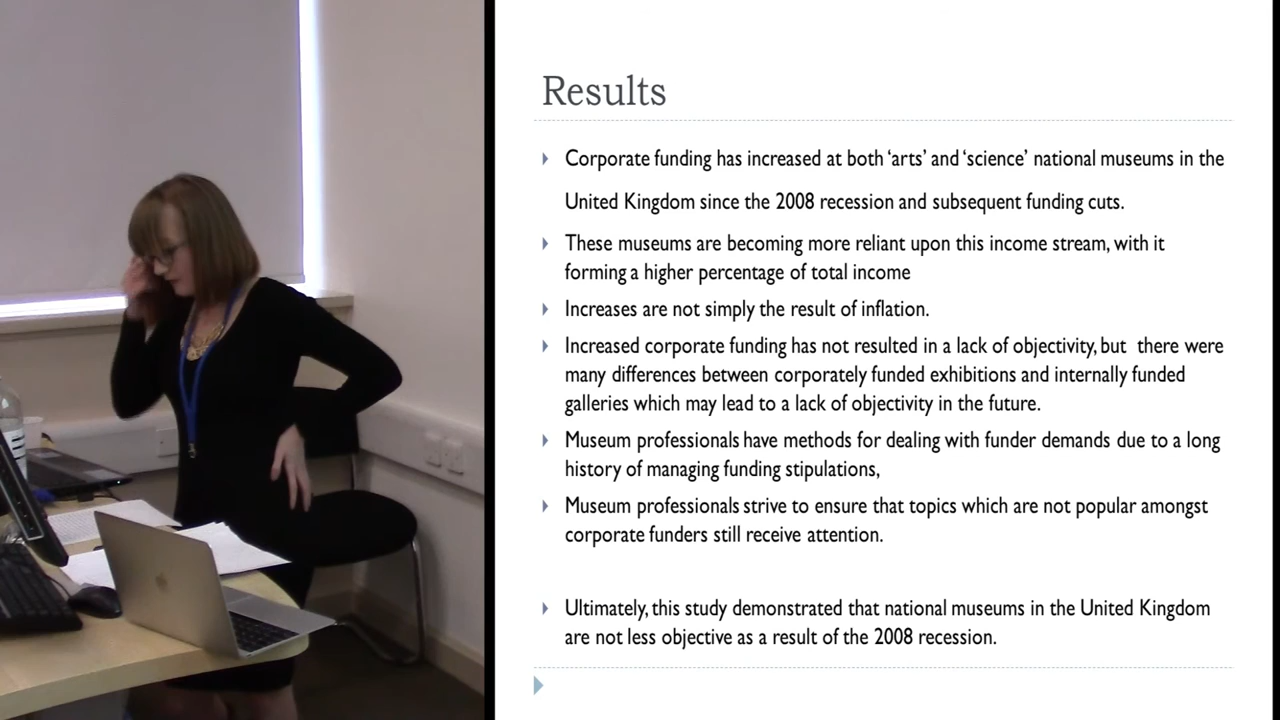 Results
Corporate funding has increased at both ‘arts’ and ‘science’ national museums in the
United Kingdom since the 2008 recession and subsequent funding cuts.
These museums are becoming more reliant upon this income stream, with it
forming a higher percentage of total income
Increases are not simply the result of inflation.
Increased corporate funding has not resulted in a lack of objectivity, but there were
many differences between corporately funded exhibitions and internally funded
galleries which may lead to a lack of objectivity in the future.
Museum professionals have methods for dealing with funder demands due to a long
history of managing funding stipulations,
Museum professionals strive to ensure that topics which are not popular amongst
corporate funders still receive attention.
Ultimately, this study demonstrated that national museums in the United Kingdom
are not less objective as a result of the 2008 recession.